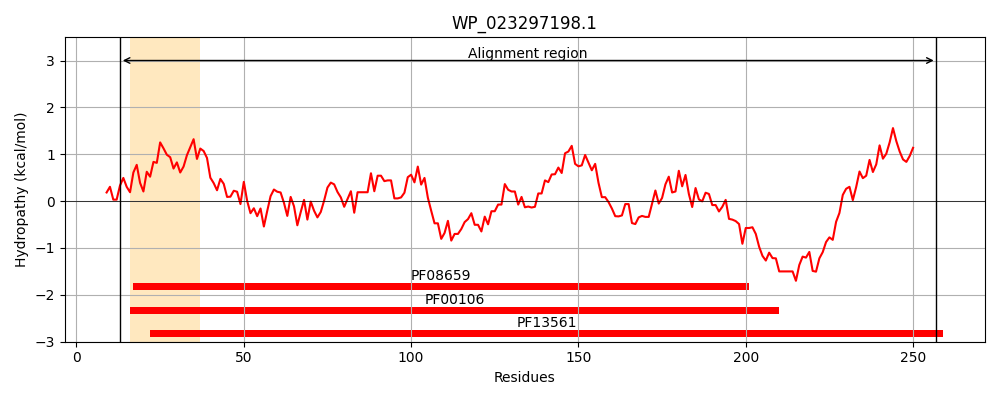 WP_023297198.1
Alignment region
Hydropathy (kcal/mol)
3
2
1
0
−1
−2
−3
PF08659
PF00106
PF13561
0 50 100 150 200 250
Residues